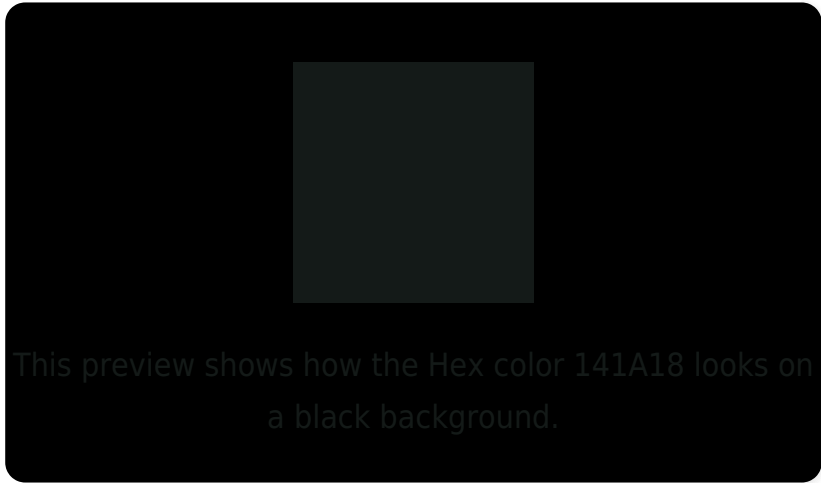 This preview shows how the Hex color 141A18 looks on
a black background.